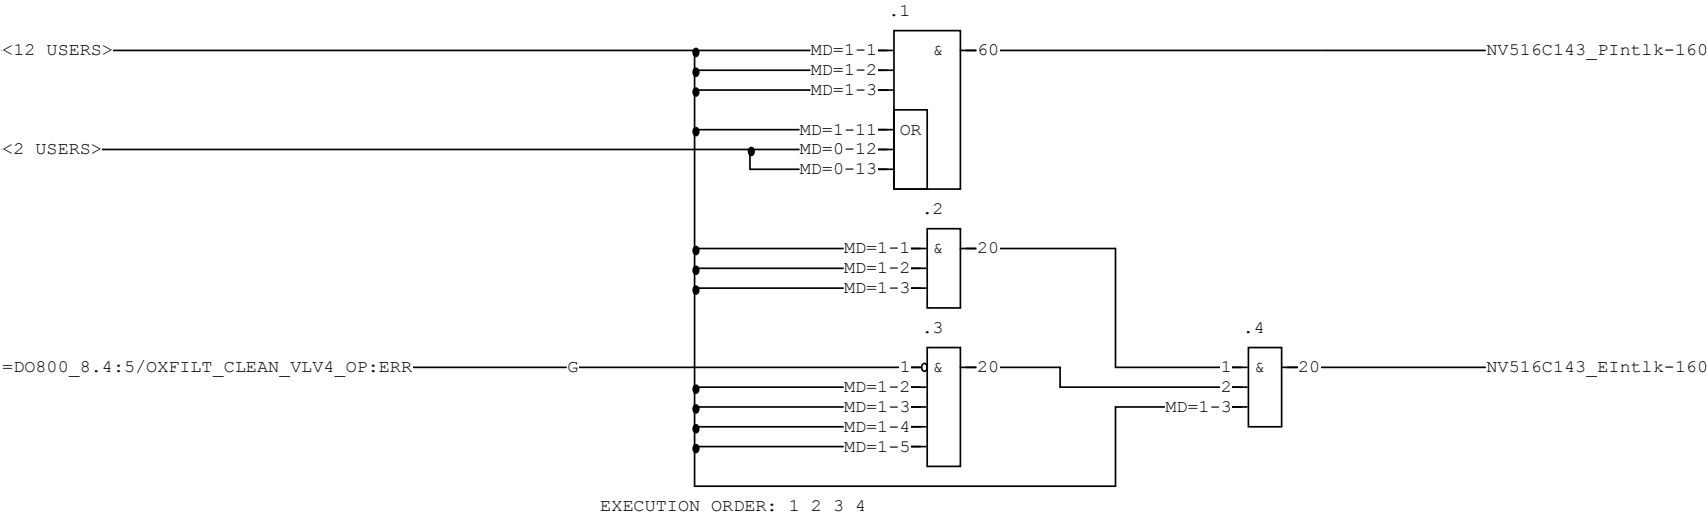 .1
<12 USERS> MD=1-1 & 60 NV516C143_PIntlk-160
MD=1-2
MD=1-3
MD=1-11 OR
<2 USERS> MD=0-12
MD=0-13
.2
MD=1-1 & 20
MD=1-2
MD=1-3
.3 .4
=DO800_8.4:5/OXFILT_CLEAN_VLV4_OP:ERR G 1 & 20 1 & 20 NV516C143_EIntlk-160
MD=1-2 2
MD=1-3 MD=1-3
MD=1-4
MD=1-5
EXECUTION ORDER: 1 2 3 4